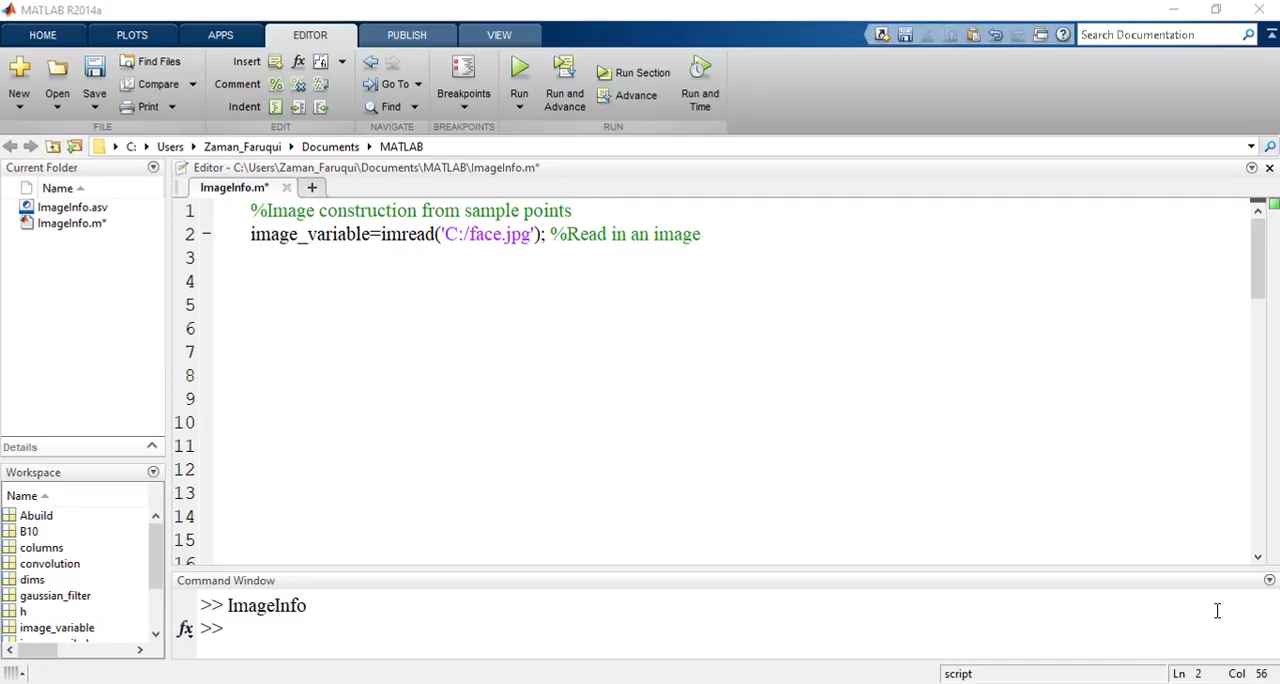 MATLAB R2014a
HOME PLOTS APPS EDITOR PUBLISH VIEW Search Documentation
New Open Save Find Files Compare Print
Insert fx Comment Indent
Go To Find
Breakpoints
Run Run and Advance Run Section Advance Run and Time
FILE EDIT NAVIGATE BREAKPOINTS RUN
C: Users Zaman_Faruqui Documents MATLAB
Current Folder
Name
ImageInfo.asv
ImageInfo.m*
Details
Workspace
Name
Abuild
B10
columns
convolution
dims
gaussian_filter
h
image_variable
Editor - C:\Users\Zaman_Faruqui\Documents\MATLAB\ImageInfo.m*
ImageInfo.m*
1 %Image construction from sample points
2 image_variable=imread('C:/face.jpg'); %Read in an image
3
4
5
6
7
8
9
10
11
12
13
14
15
16
Command Window
>> ImageInfo
fx >>
script Ln 2 Col 56